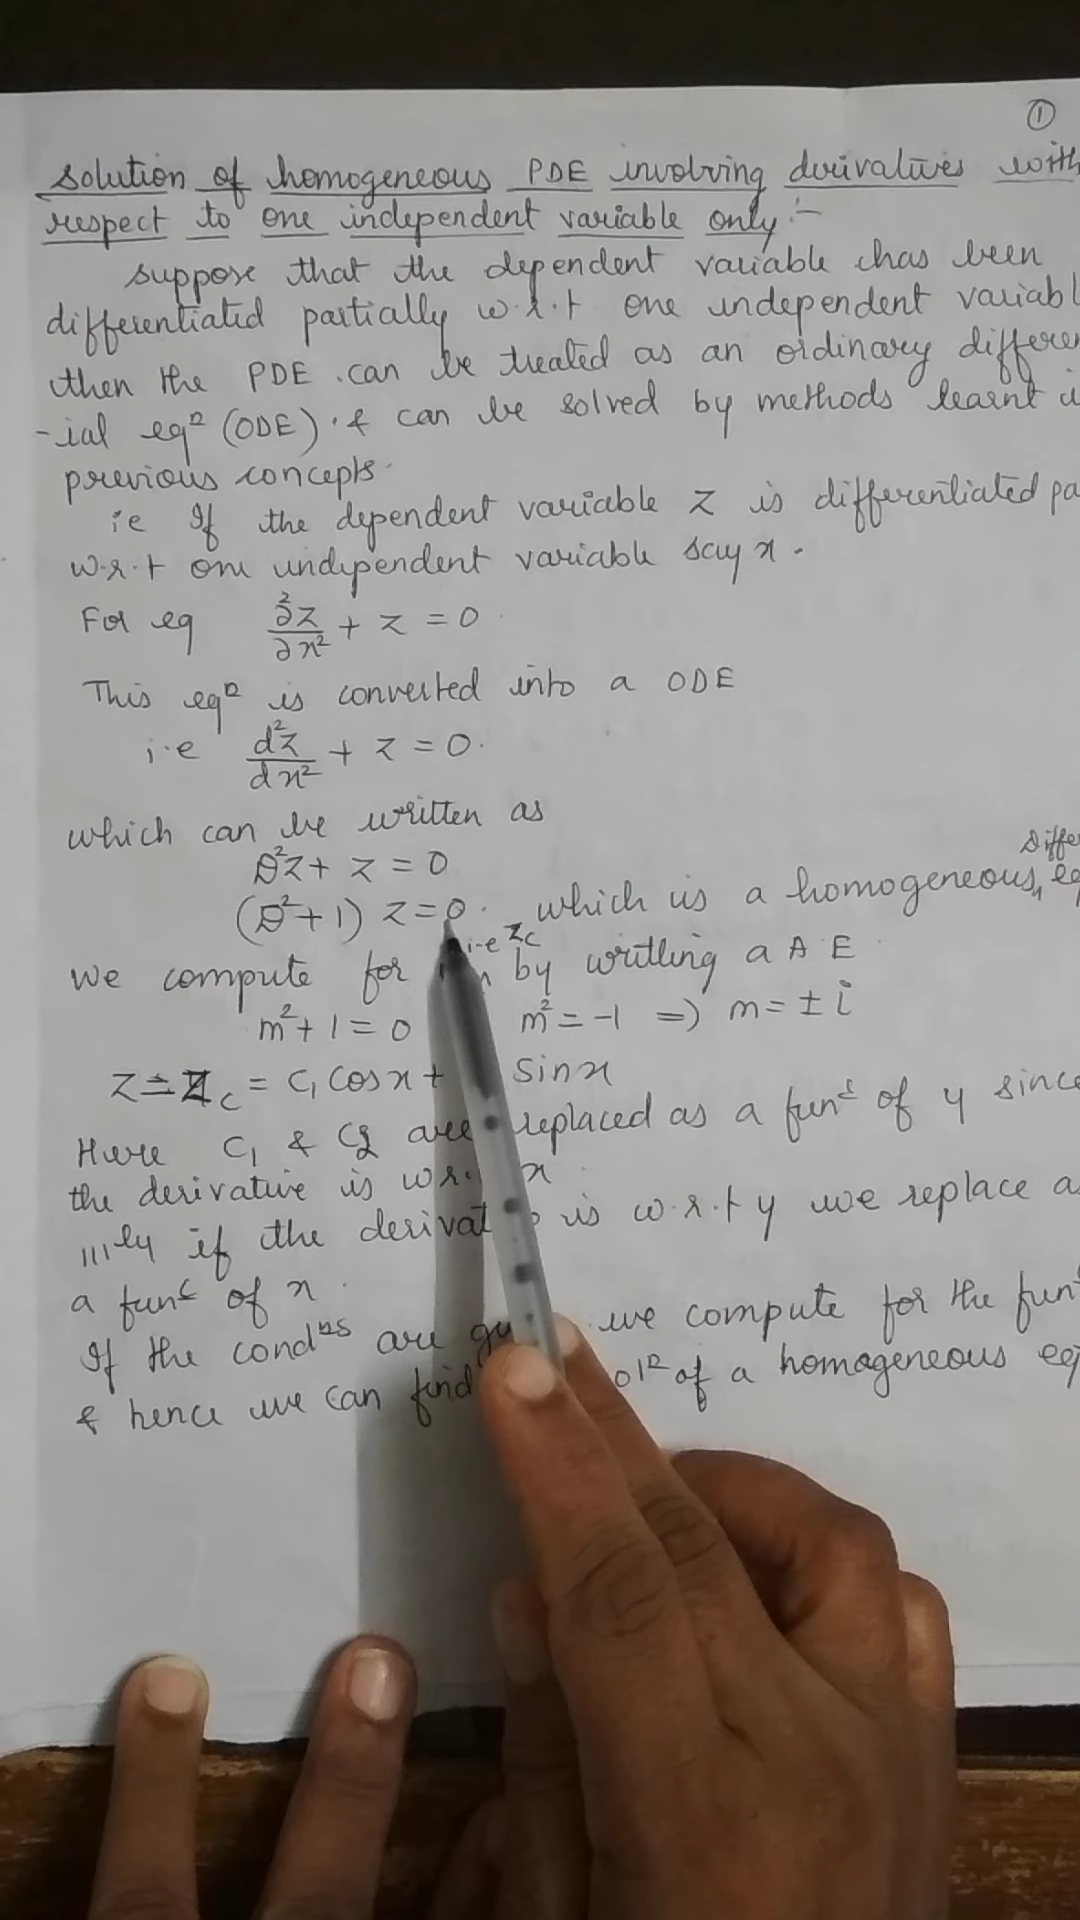 ①
Solution of homogeneous PDE involving derivatives with
respect to one independent variable only :-
Suppose that the dependent variable has been
differentiated partially w.r.t one independent variabl
then the PDE can be treated as an ordinary differen
-ial eqⁿ (ODE) & can be solved by methods learnt i
previous concepts.
ie If the dependent variable z is differentiated pa
w.r.t one independent variable say x.
For eg ∂²z/∂x² + z = 0
This eqⁿ is converted into a ODE
i.e d²z/dx² + z = 0.
which can be written as
D²z + z = 0
Differ
(D²+1) z = 0. which is a homogeneous eq
i.e Zc
We compute for by writting a A E
m²+1 = 0 m² = -1 => m = ± i
Z = Zc = C₁ Cosx + Sinx
Here C₁ & C₂ are replaced as a funᶜ of y since
the derivative is w.r. x
llly if the derivat is w.r.t y we replace as
a funᶜ of x.
If the condⁿˢ are we compute for the funᶜ
& hence we can find olⁿ of a homogeneous eq